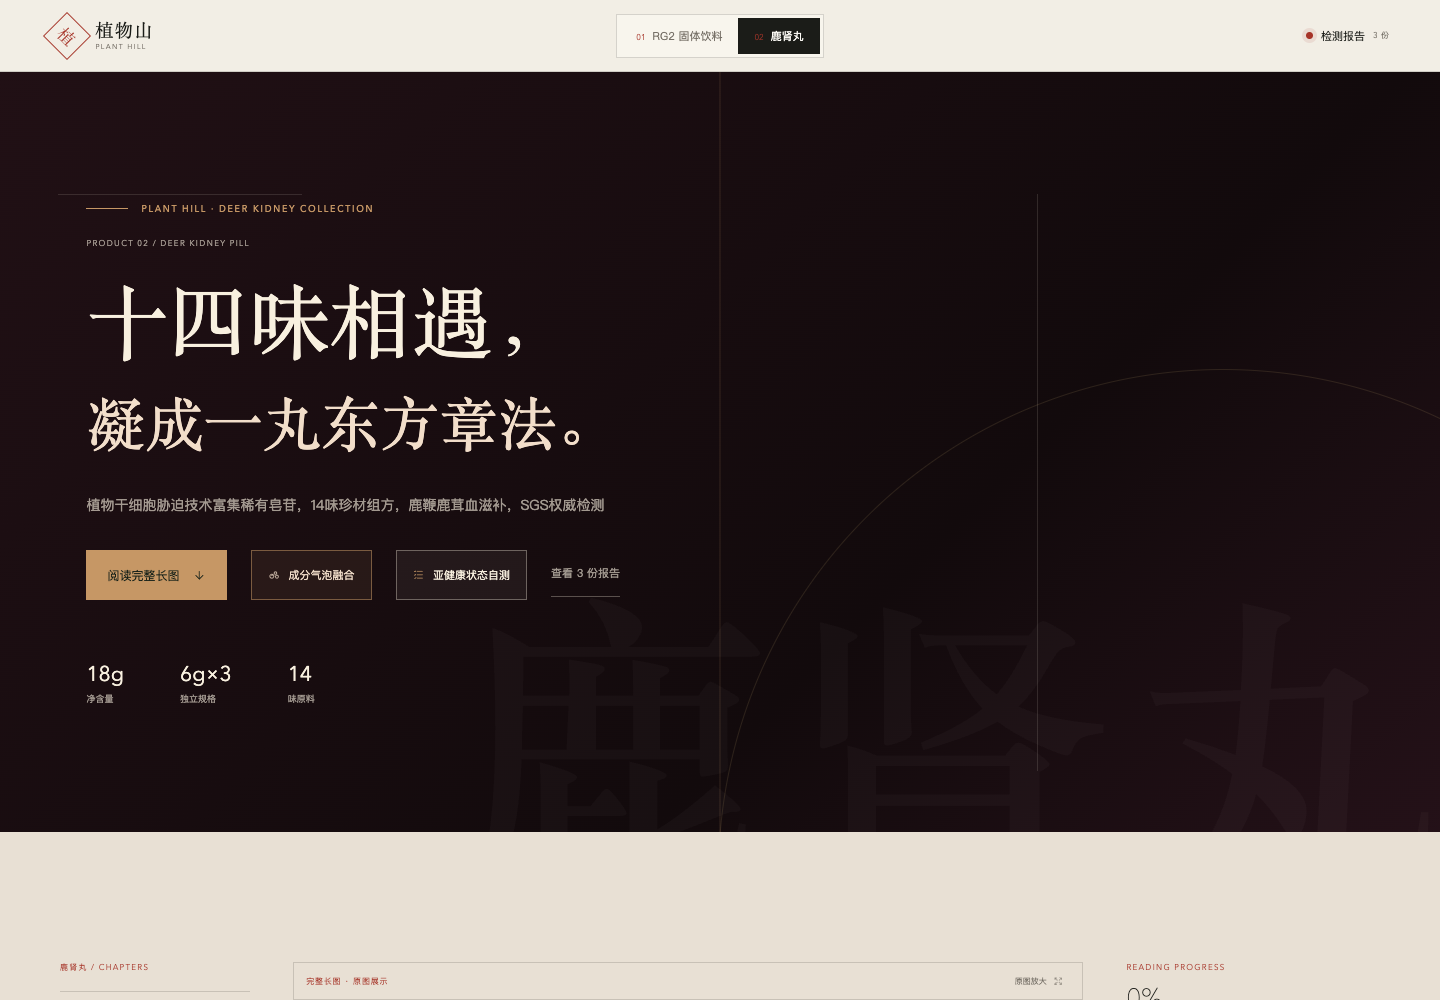 植
植物山
PLANT HILL
01 RG2 固体饮料
02 鹿肾丸
检测报告 3 份
PLANT HILL · DEER KIDNEY COLLECTION
PRODUCT 02 / DEER KIDNEY PILL
十四味相遇，
凝成一丸东方章法。
植物干细胞胁迫技术富集稀有皂苷，14味珍材组方，鹿鞭鹿茸血滋补，SGS权威检测
阅读完整长图 ↓
成分气泡融合
亚健康状态自测
查看 3 份报告
18g 6g×3 14
净含量 独立规格 味原料
鹿肾丸
鹿肾丸 / CHAPTERS
完整长图 · 原图展示
原图放大
READING PROGRESS
0%